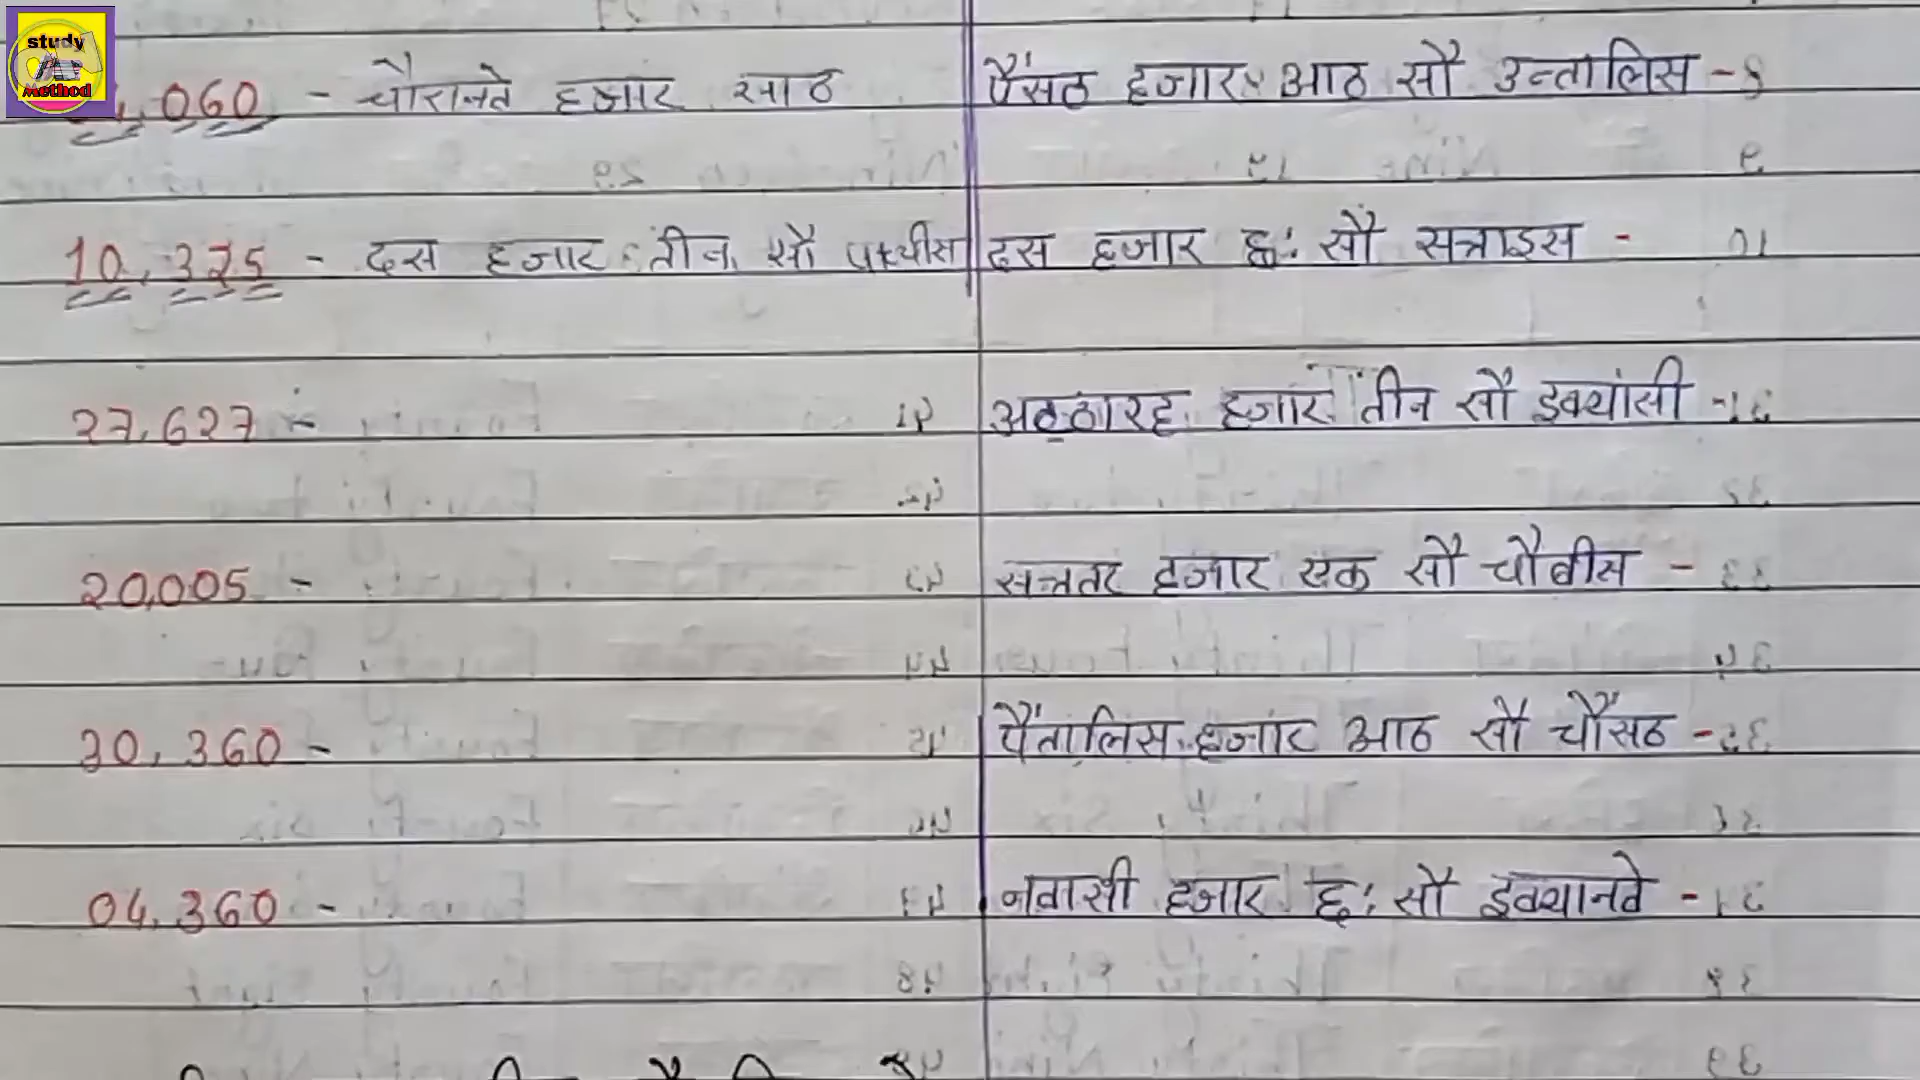 study
Art
method
,060 - चौरानवे हजार साठ
पैंसठ हजार आठ सौ उन्तालिस -
10,325 - दस हजार तीन सौ पच्चीस
दस हजार छः सौ सत्ताइस -
27,627 -
अठ्ठारह हजार तीन सौ इक्यासी -
20,005 -
सत्ततर हजार एक सौ चौबीस -
30,360 -
पैंतालिस हजार आठ सौ चौंसठ -
04,360 -
नवासी हजार छः सौ इक्यानवे -